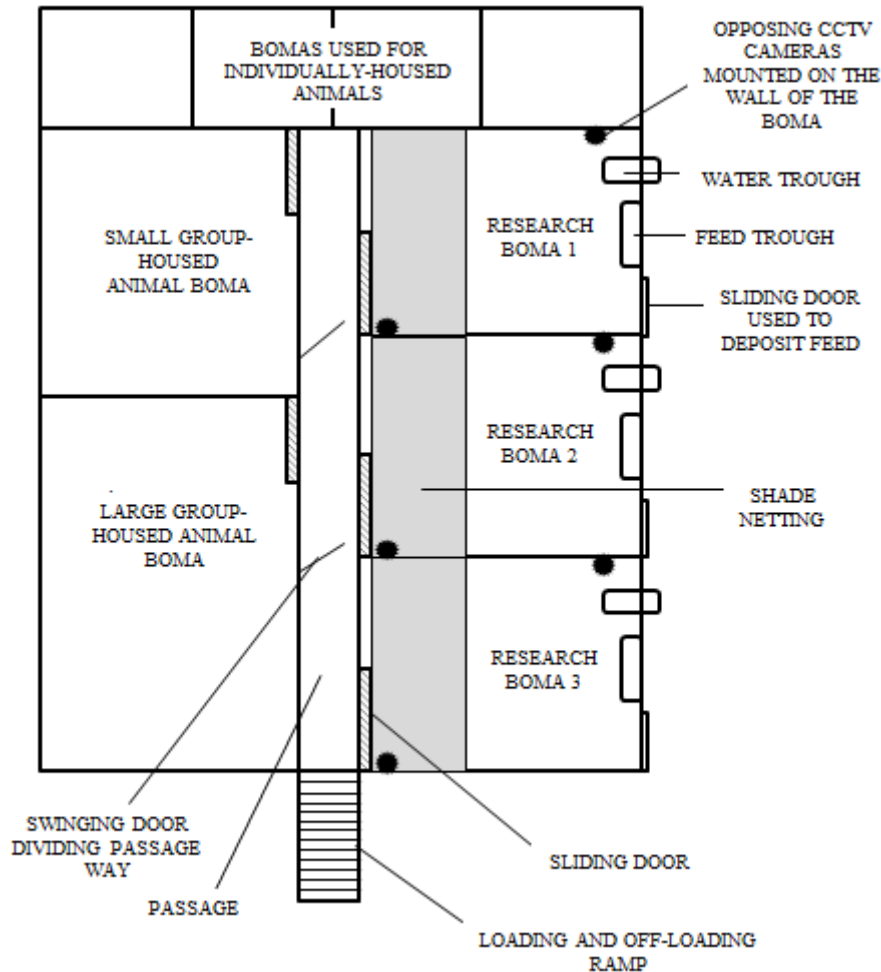 BOMAS USED FOR
INDIVIDUALLY-HOUSED
ANIMALS
OPPOSING CCTV
CAMERAS
MOUNTED ON THE
WALL OF THE
BOMA
WATER TROUGH
SMALL GROUP-
HOUSED
ANIMAL BOMA
RESEARCH
BOMA 1
FEED TROUGH
SLIDING DOOR
USED TO
DEPOSIT FEED
RESEARCH
BOMA 2
LARGE GROUP-
HOUSED ANIMAL
BOMA
SHADE
NETTING
RESEARCH
BOMA 3
SWINGING DOOR
DIVIDING PASSAGE
WAY
SLIDING DOOR
PASSAGE
LOADING AND OFF-LOADING
RAMP